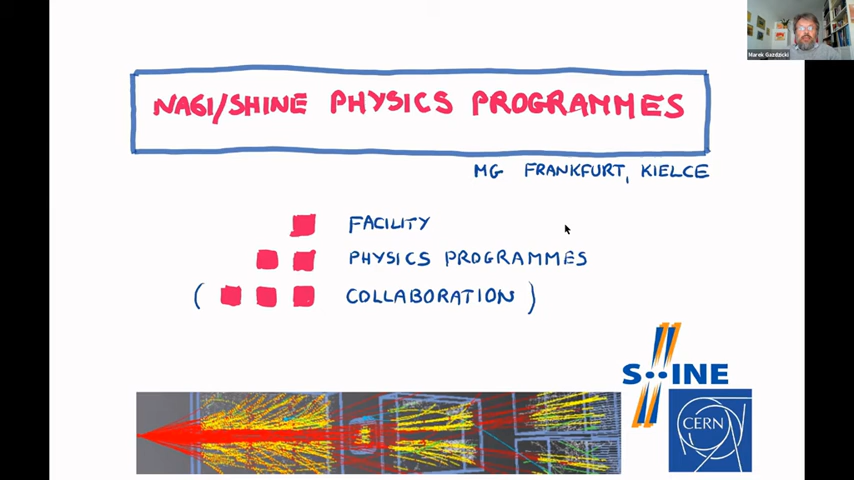 Marek Gazdzicki
NA61/SHINE PHYSICS PROGRAMMES
MG FRANKFURT, KIELCE
FACILITY
PHYSICS PROGRAMMES
( COLLABORATION )
SHINE
CERN